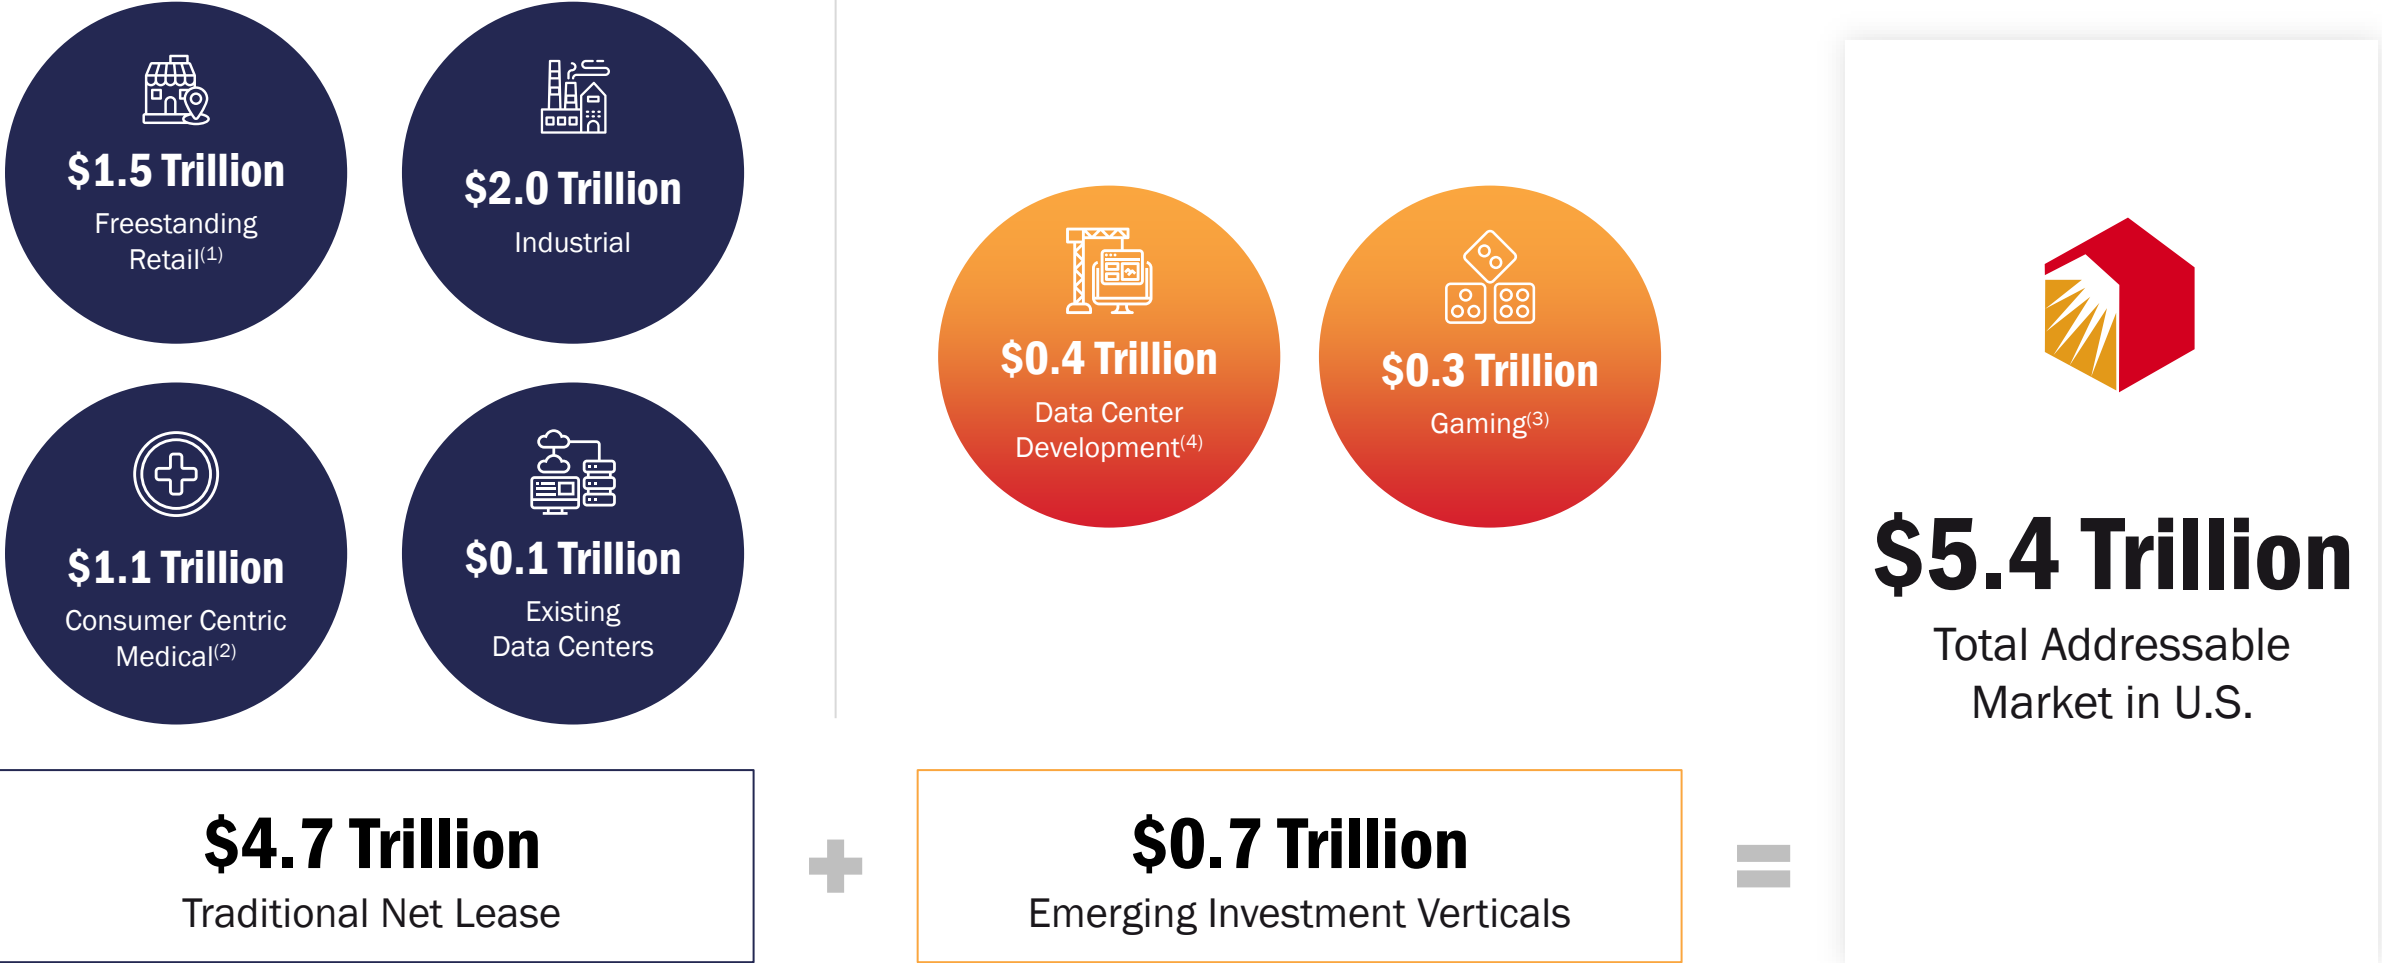 $1.5 Trillion
Freestanding
Retail(1)
$2.0 Trillion
Industrial
$1.1 Trillion
Consumer Centric
Medical(2)
$0.1 Trillion
Existing
Data Centers
$0.4 Trillion
Data Center
Development(4)
$0.3 Trillion
Gaming(3)
$4.7 Trillion
Traditional Net Lease
$0.7 Trillion
Emerging Investment Verticals
$5.4 Trillion
Total Addressable
Market in U.S.